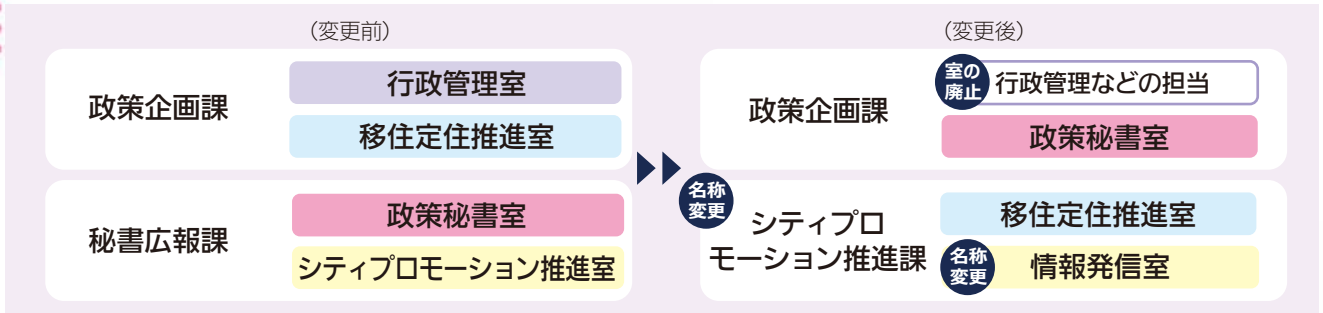 (変更前)
政策企画課
行政管理室
移住定住推進室
秘書広報課
政策秘書室
シティプロモーション推進室
(変更後)
政策企画課
室の
廃止
行政管理などの担当
政策秘書室
名称
変更
シティプロ
モーション推進課
移住定住推進室
名称
変更
情報発信室